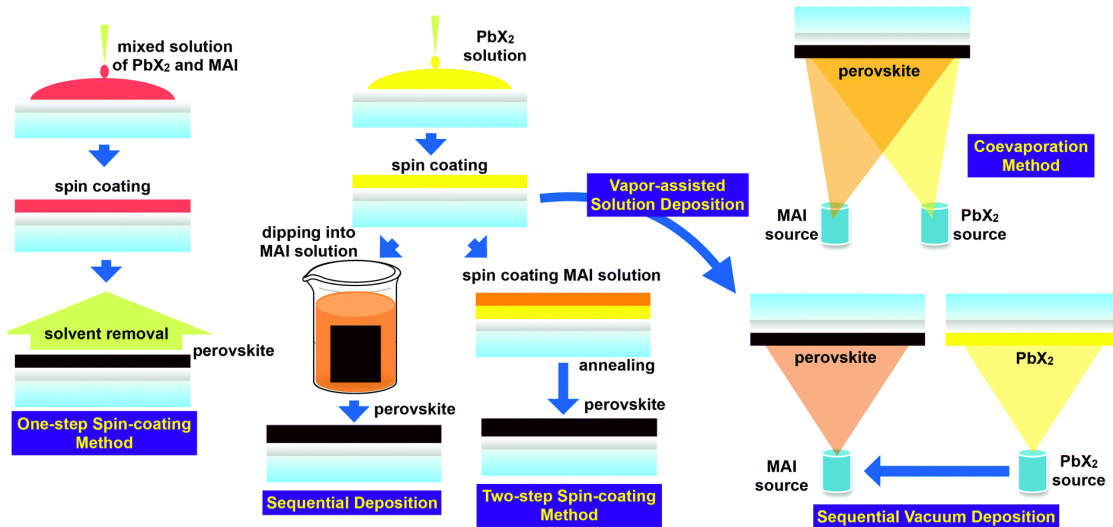 mixed solution
of PbX₂ and MAI
spin coating
solvent removal
perovskite
One-step Spin-coating
Method
PbX₂
solution
spin coating
dipping into
MAI solution
perovskite
Sequential Deposition
spin coating MAI solution
annealing
perovskite
Two-step Spin-coating
Method
Vapor-assisted
Solution Deposition
perovskite
Coevaporation
Method
MAI
source
PbX₂
source
perovskite
PbX₂
MAI
source
PbX₂
source
Sequential Vacuum Deposition